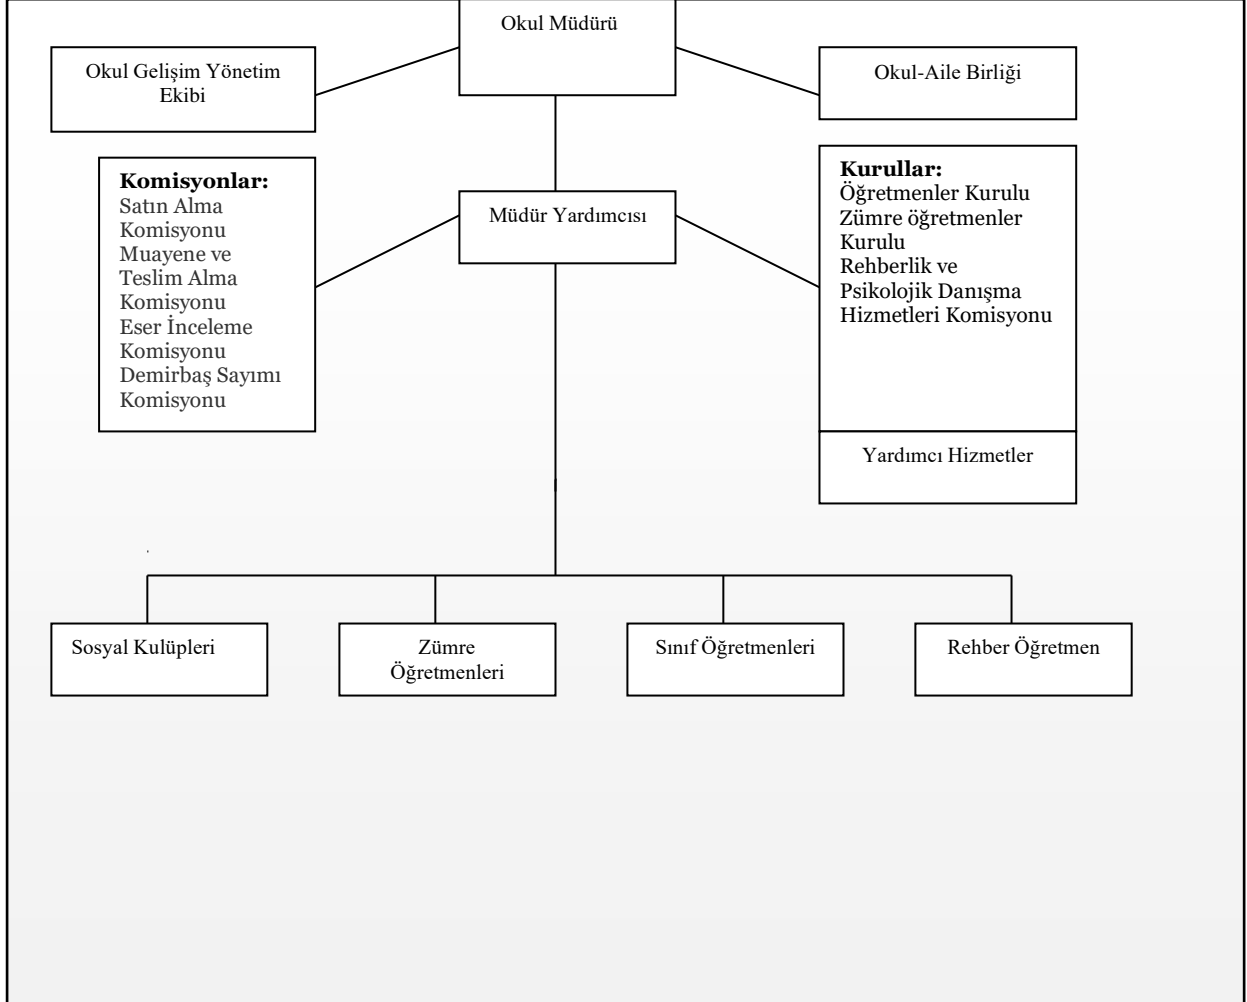 Okul Müdürü
Okul Gelişim Yönetim
Ekibi
Okul-Aile Birliği
Komisyonlar:
Satın Alma
Komisyonu
Muayene ve
Teslim Alma
Komisyonu
Eser İnceleme
Komisyonu
Demirbaş Sayımı
Komisyonu
Müdür Yardımcısı
Kurullar:
Öğretmenler Kurulu
Zümre öğretmenler
Kurulu
Rehberlik ve
Psikolojik Danışma
Hizmetleri Komisyonu
Yardımcı Hizmetler
Sosyal Kulüpleri
Zümre
Öğretmenleri
Sınıf Öğretmenleri
Rehber Öğretmen